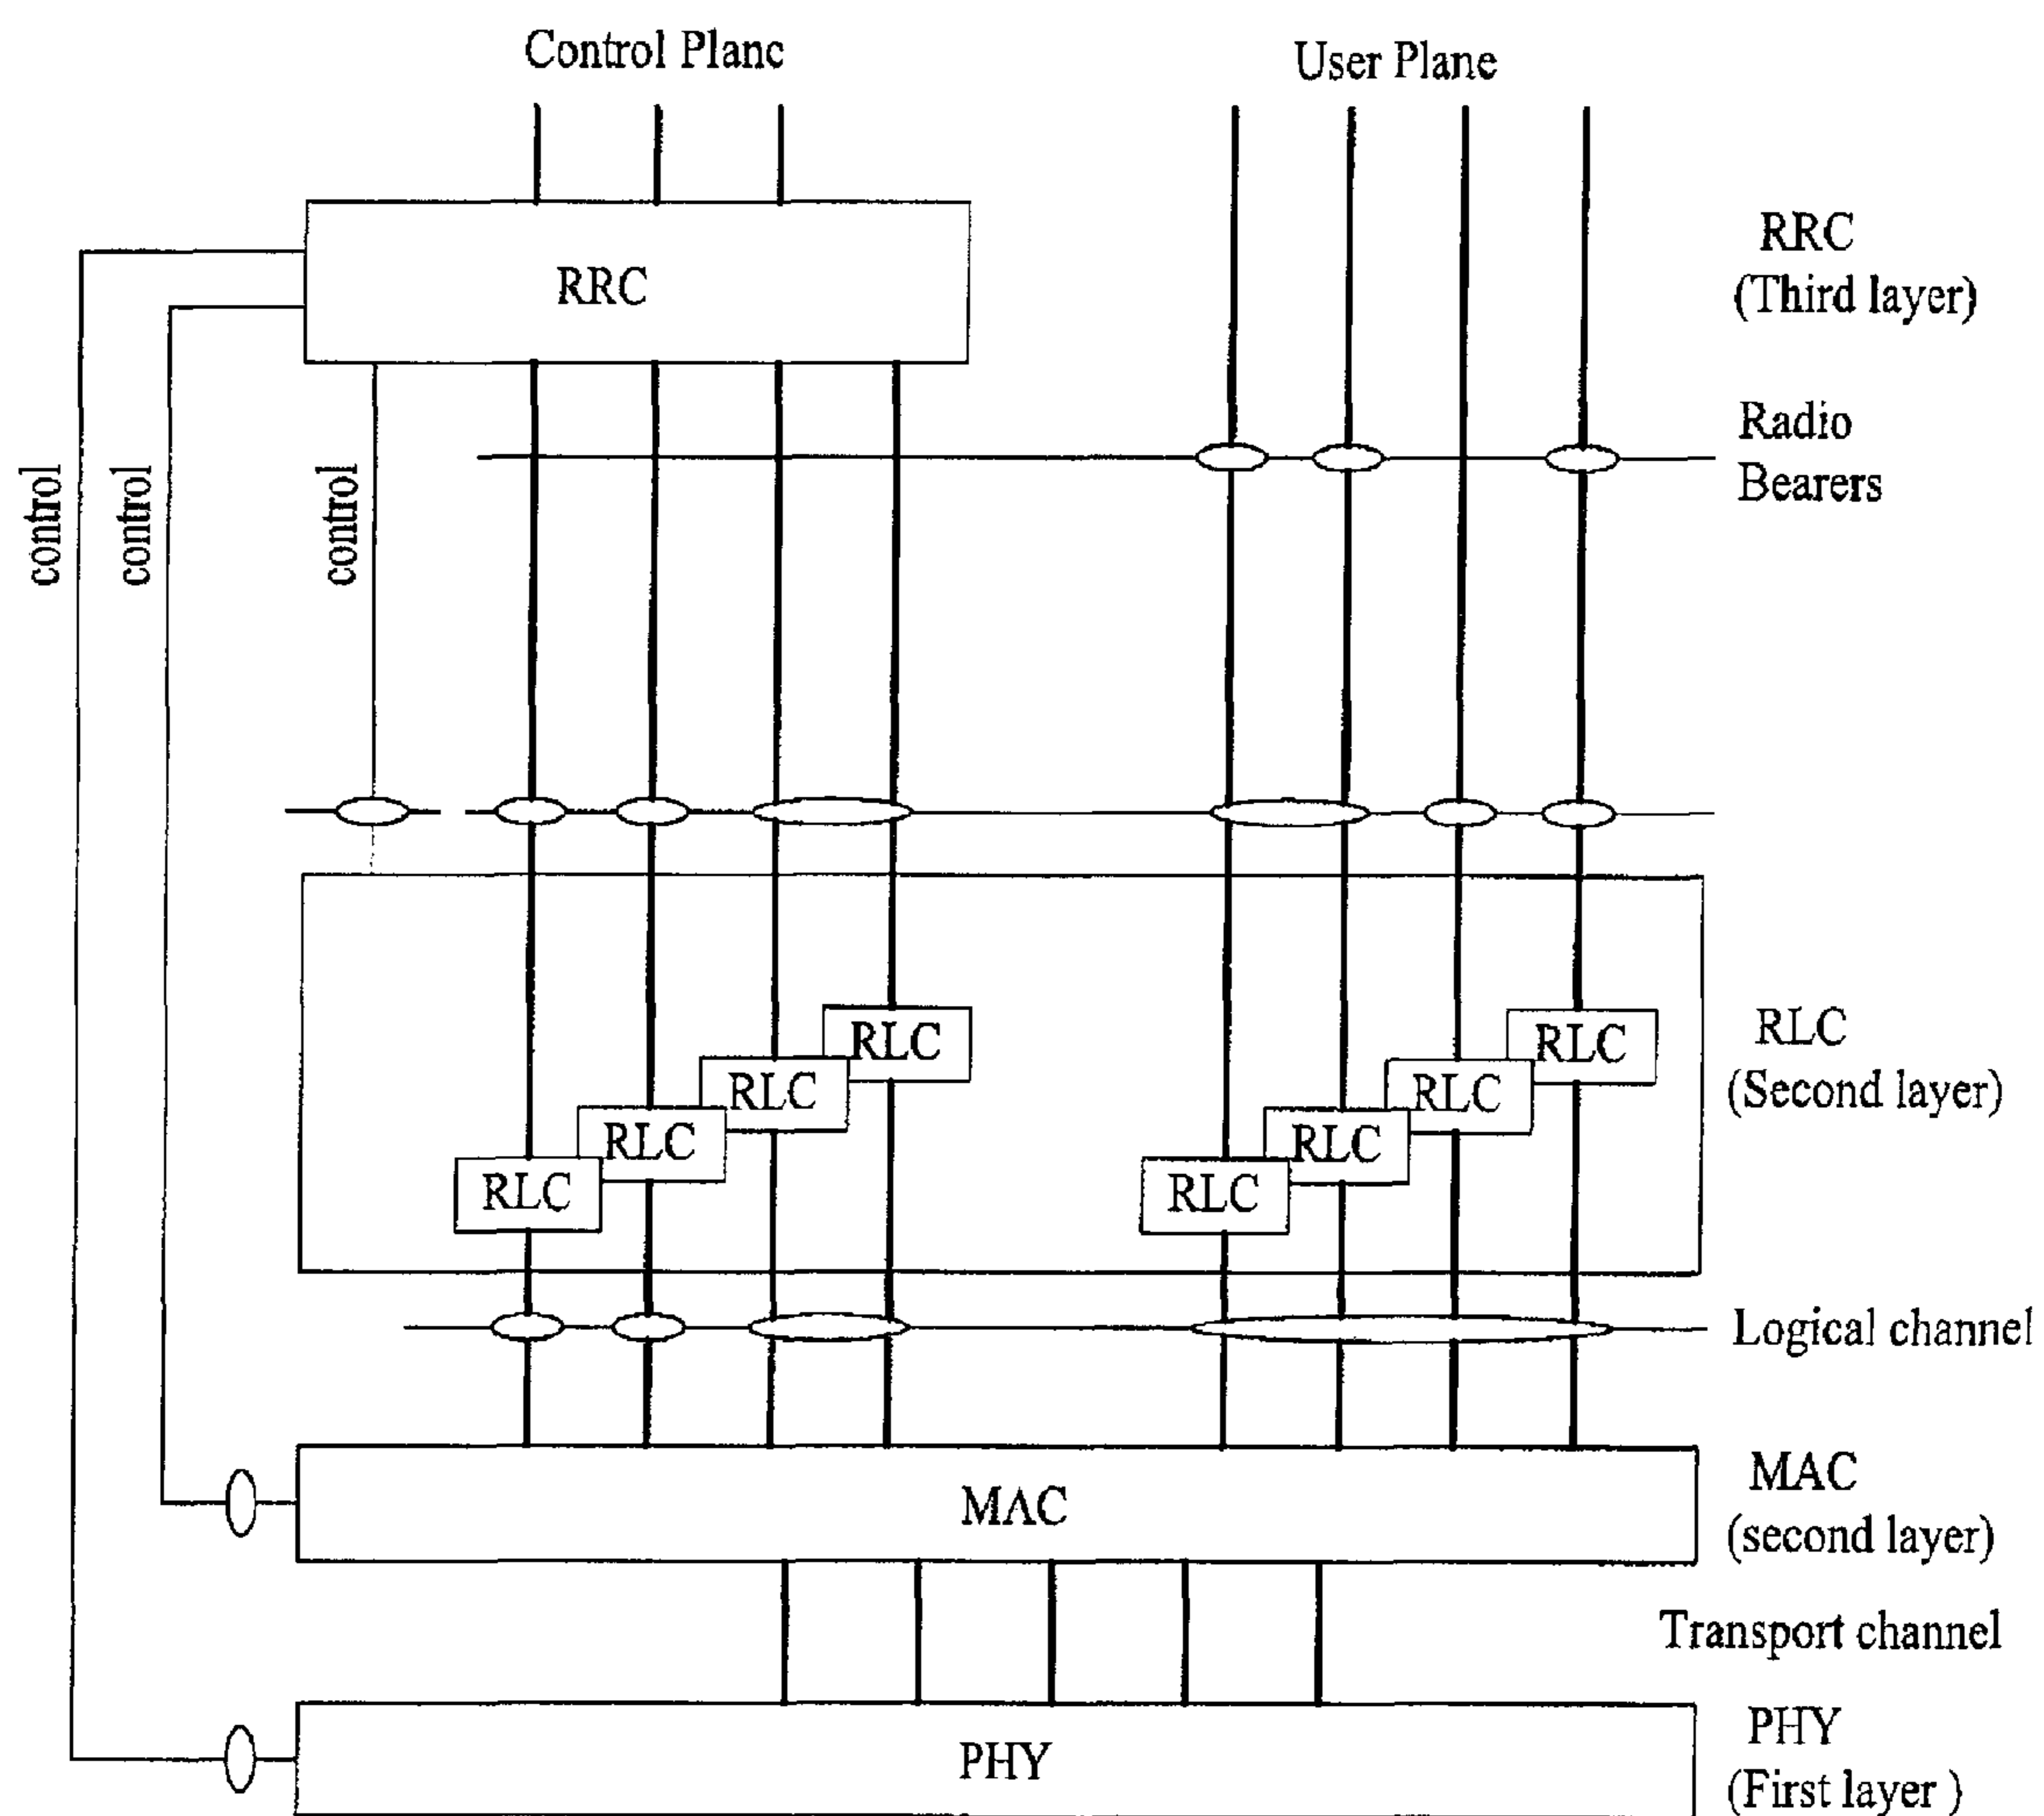 Control Plane
User Plane
RRC
RRC
(Third layer)
Radio
Bearers
control
control
control
RLC
RLC
RLC
RLC
RLC
RLC
RLC
RLC
RLC
(Second layer)
Logical channel
MAC
MAC
(second layer)
Transport channel
PHY
PHY
(First layer )